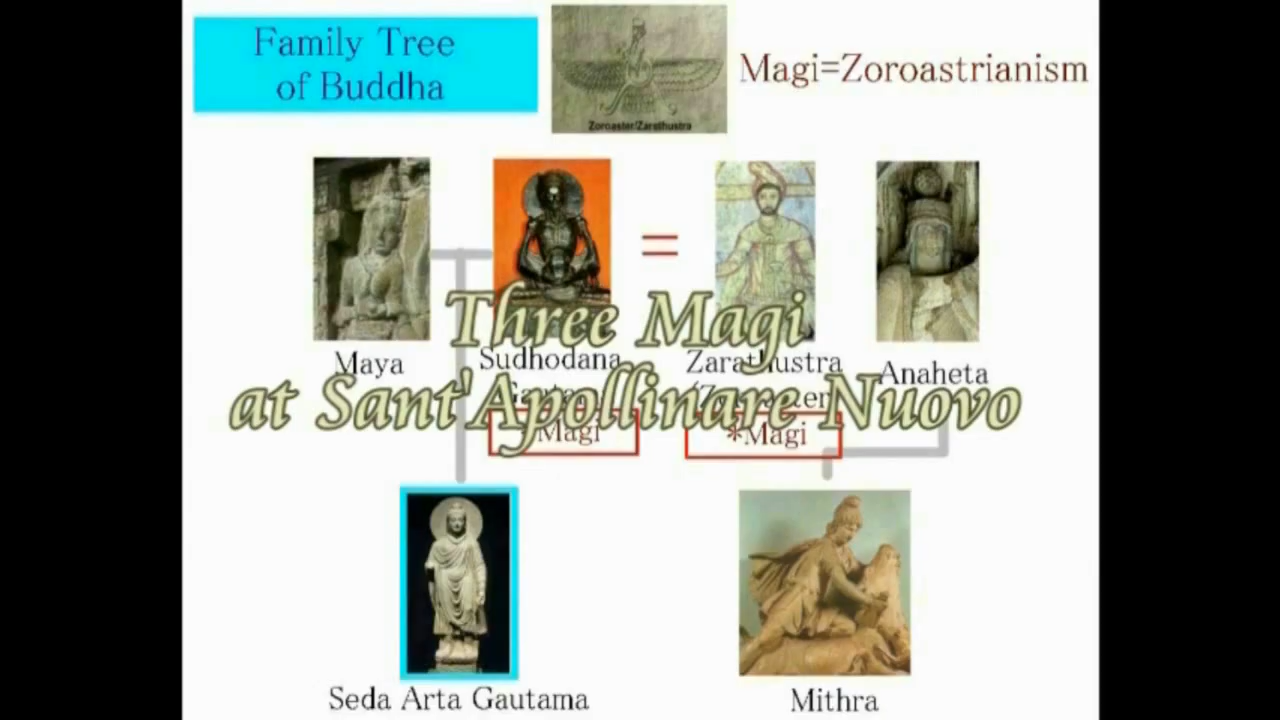 Family Tree
of Buddha
Magi=Zoroastrianism
Zoroaster/Zarathustra
Three Magi
at Sant'Apollinare Nuovo
Maya
Sudhodana
Zarathustra
Anaheta
Magi
*Magi
Seda Arta Gautama
Mithra